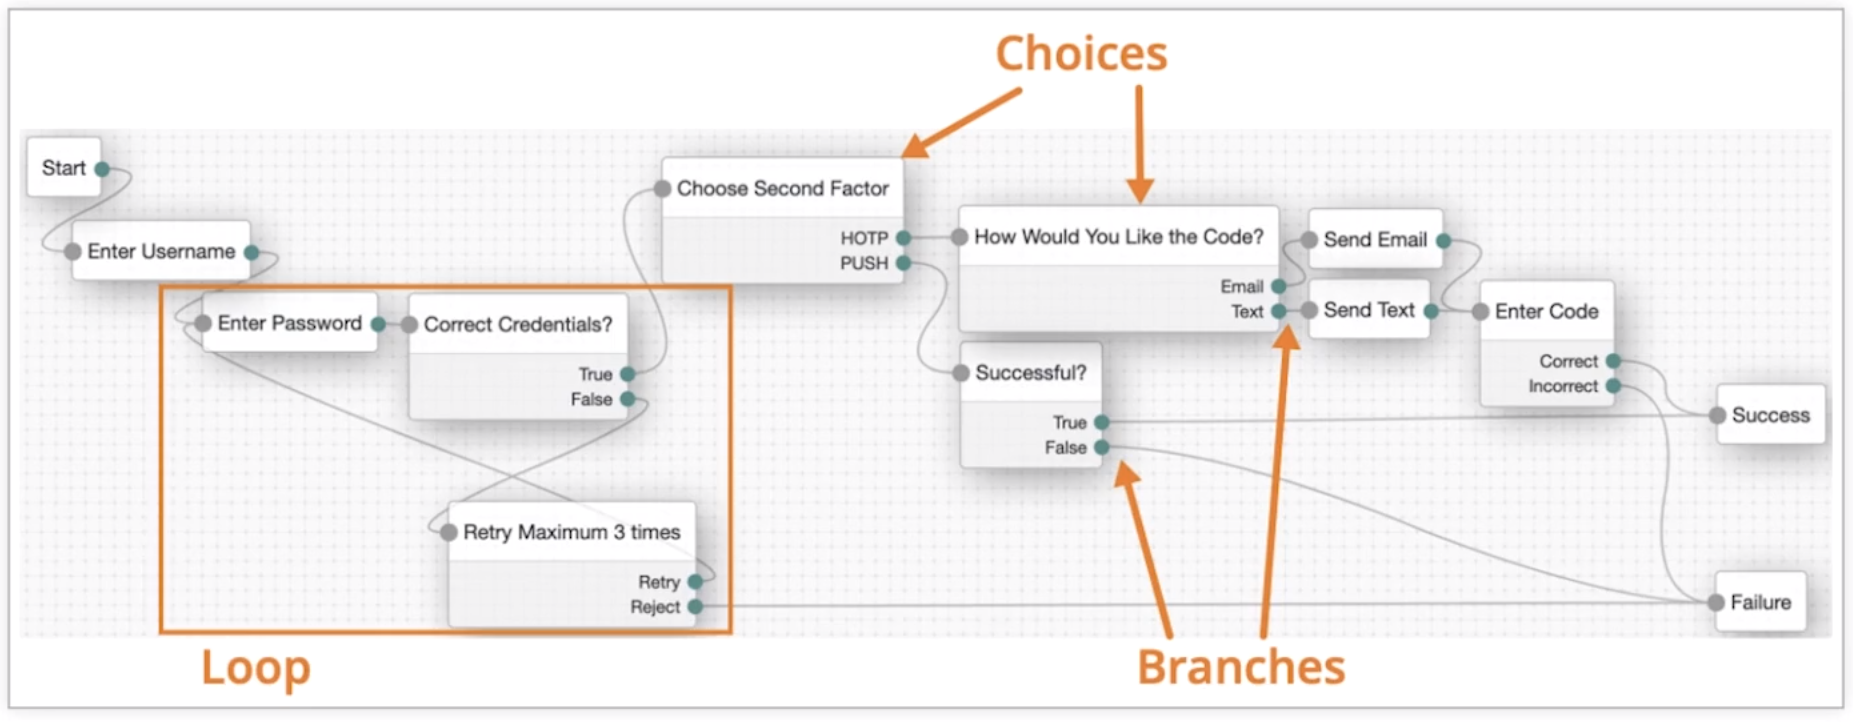 Choices
Start
Enter Username
Enter Password
Correct Credentials?
True
False
Retry Maximum 3 times
Retry
Reject
Loop
Choose Second Factor
HOTP
PUSH
How Would You Like the Code?
Email
Text
Send Email
Send Text
Successful?
True
False
Enter Code
Correct
Incorrect
Success
Failure
Branches